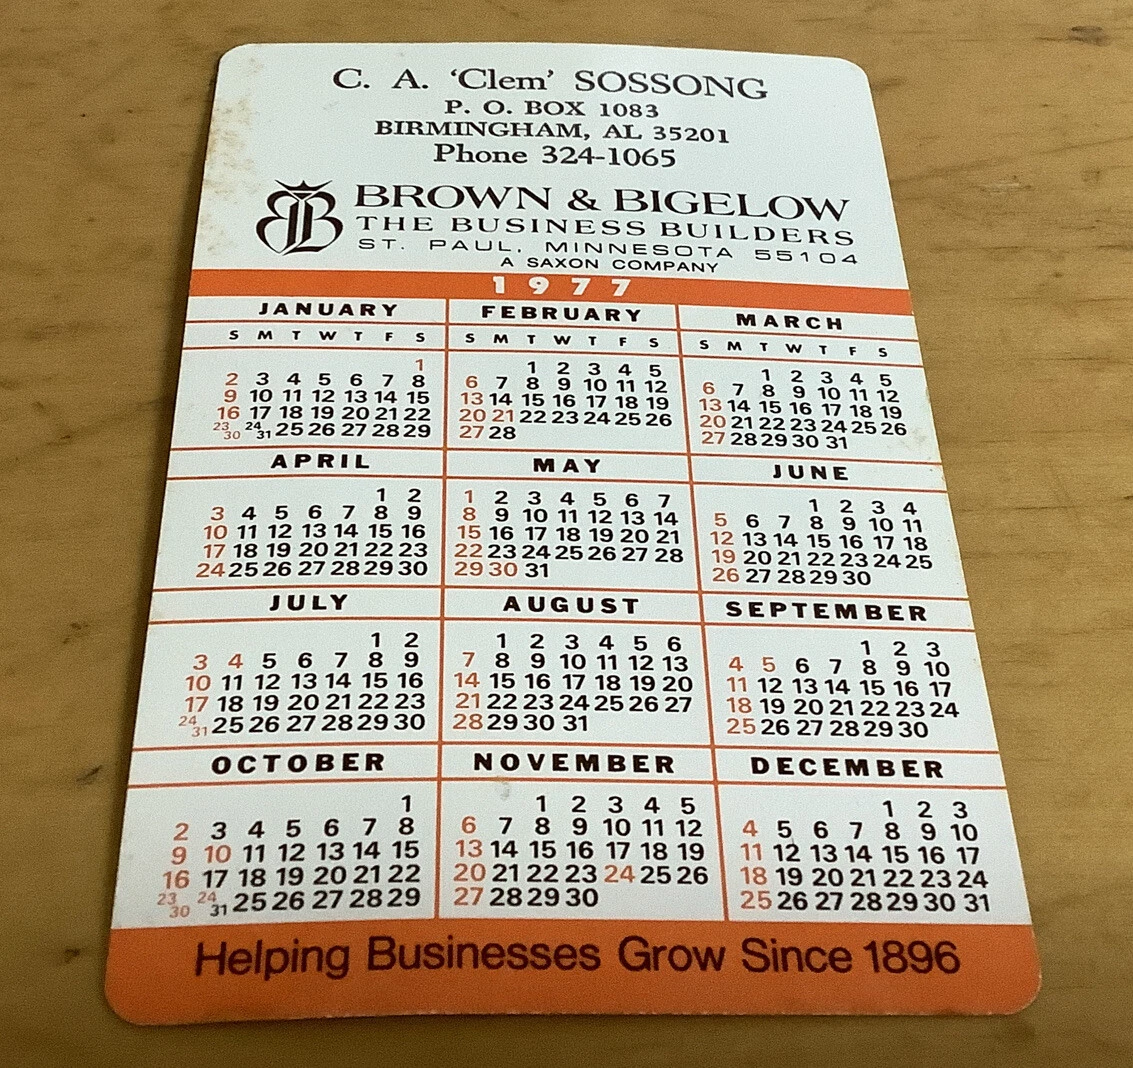 C. A. ‘Clem’ SOSSONG
P. O. BOX 1083
BIRMINGHAM, AL 35201
Phone 324-1065
BB
BROWN & BIGELOW
THE BUSINESS BUILDERS
ST. PAUL, MINNESOTA 55104
A SAXON COMPANY
1977
JANUARY
S M T W T F S
1
2 3 4 5 6 7 8
9 10 11 12 13 14 15
16 17 18 19 20 21 22
23 30 24 31 25 26 27 28 29
FEBRUARY
S M T W T F S
1 2 3 4 5
6 7 8 9 10 11 12
13 14 15 16 17 18 19
20 21 22 23 24 25 26
27 28
MARCH
S M T W T F S
1 2 3 4 5
6 7 8 9 10 11 12
13 14 15 16 17 18 19
20 21 22 23 24 25 26
27 28 29 30 31
APRIL
1 2
3 4 5 6 7 8 9
10 11 12 13 14 15 16
17 18 19 20 21 22 23
24 25 26 27 28 29 30
MAY
1 2 3 4 5 6 7
8 9 10 11 12 13 14
15 16 17 18 19 20 21
22 23 24 25 26 27 28
29 30 31
JUNE
1 2 3 4
5 6 7 8 9 10 11
12 13 14 15 16 17 18
19 20 21 22 23 24 25
26 27 28 29 30
JULY
1 2
3 4 5 6 7 8 9
10 11 12 13 14 15 16
17 18 19 20 21 22 23
24 31 25 26 27 28 29 30
AUGUST
1 2 3 4 5 6
7 8 9 10 11 12 13
14 15 16 17 18 19 20
21 22 23 24 25 26 27
28 29 30 31
SEPTEMBER
1 2 3
4 5 6 7 8 9 10
11 12 13 14 15 16 17
18 19 20 21 22 23 24
25 26 27 28 29 30
OCTOBER
1
2 3 4 5 6 7 8
9 10 11 12 13 14 15
16 17 18 19 20 21 22
23 30 24 31 25 26 27 28 29
NOVEMBER
1 2 3 4 5
6 7 8 9 10 11 12
13 14 15 16 17 18 19
20 21 22 23 24 25 26
27 28 29 30
DECEMBER
1 2 3
4 5 6 7 8 9 10
11 12 13 14 15 16 17
18 19 20 21 22 23 24
25 26 27 28 29 30 31
Helping Businesses Grow Since 1896